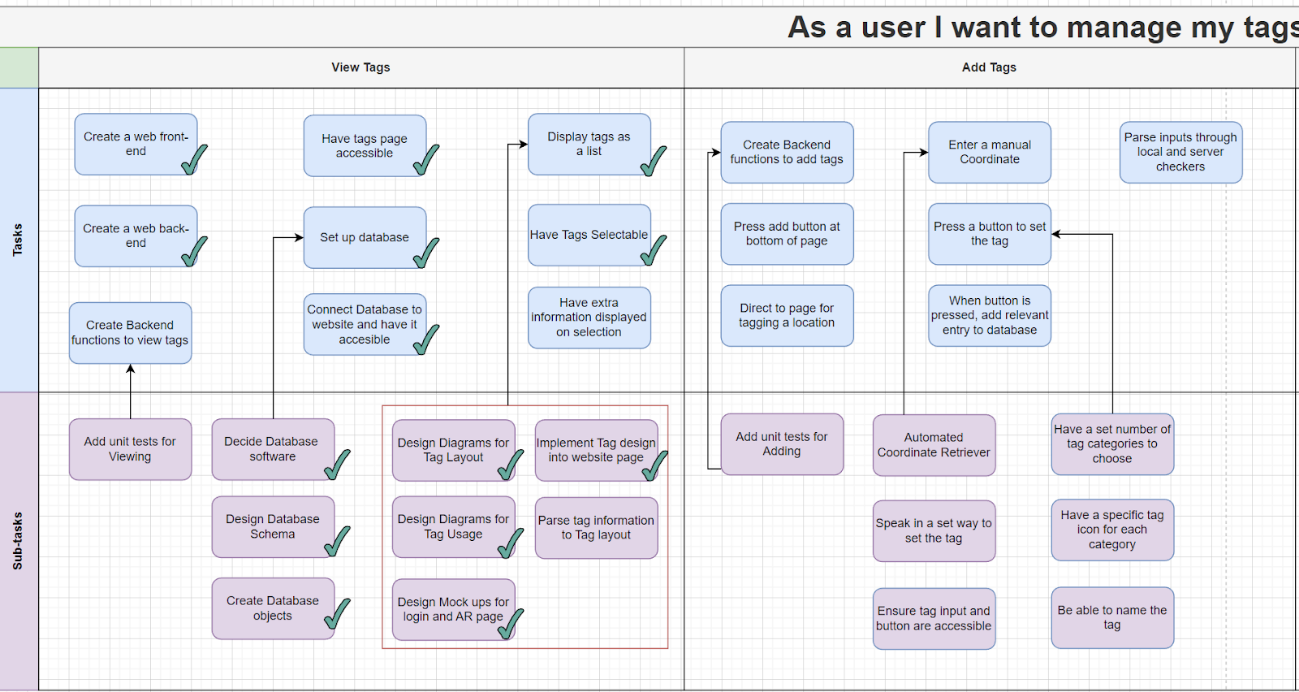 As a user I want to manage my tags
View Tags
Add Tags
Tasks
Create a web front-
end
Have tags page
accessible
Display tags as
a list
Create a web back-
end
Set up database
Have Tags Selectable
Create Backend
functions to view tags
Connect Database to
website and have it
accesible
Have extra
information displayed
on selection
Create Backend
functions to add tags
Enter a manual
Coordinate
Parse inputs through
local and server
checkers
Press add button at
bottom of page
Press a button to set
the tag
Direct to page for
tagging a location
When button is
pressed, add relevant
entry to database
Sub-tasks
Add unit tests for
Viewing
Decide Database
software
Design Diagrams for
Tag Layout
Implement Tag design
into website page
Design Database
Schema
Design Diagrams for
Tag Usage
Parse tag information
to Tag layout
Create Database
objects
Design Mock ups for
login and AR page
Add unit tests for
Adding
Automated
Coordinate Retriever
Have a set number of
tag categories to
choose
Speak in a set way to
set the tag
Have a specific tag
icon for each
category
Ensure tag input and
button are accessible
Be able to name the
tag